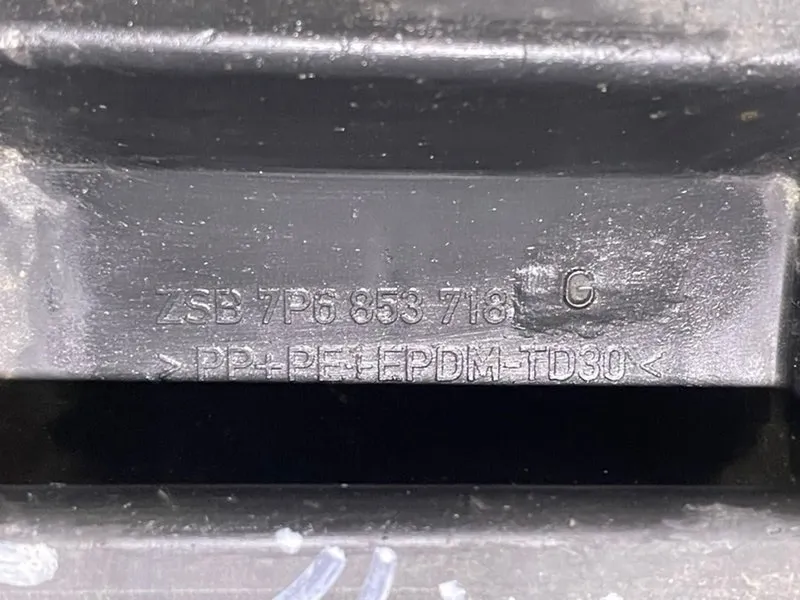 ZSB 7P6 853 718 G
>PP+PE+EPDM-TD30<